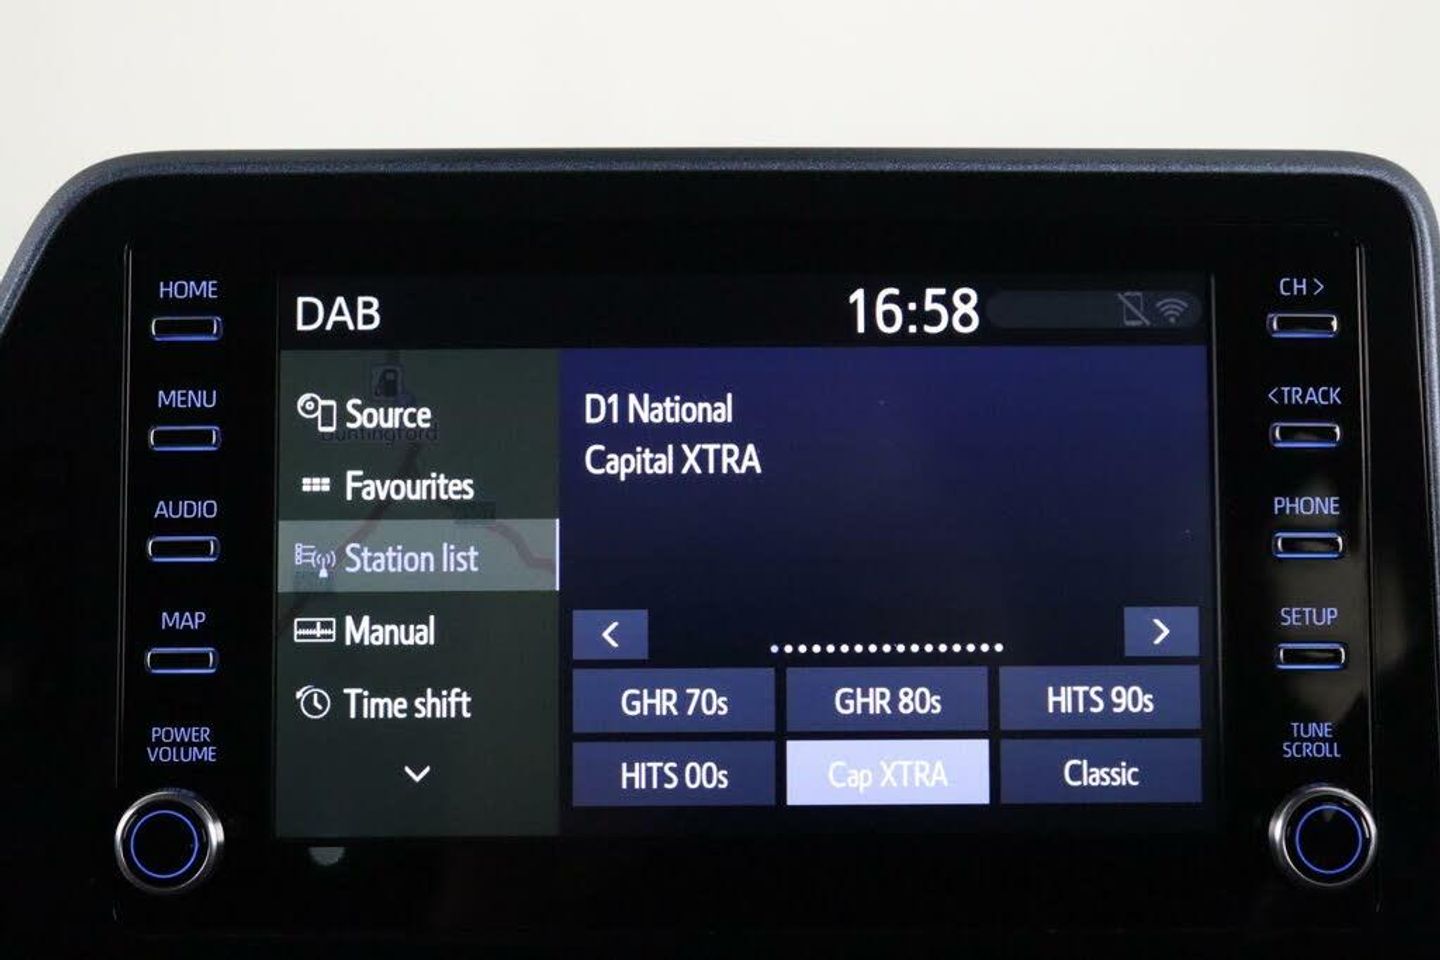 HOME
MENU
AUDIO
MAP
POWER
VOLUME
DAB
16:58
Source
Buntingford
Favourites
Station list
Manual
Time shift
D1 National
Capital XTRA
<
>
GHR 70s
GHR 80s
HITS 90s
HITS 00s
Cap XTRA
Classic
CH >
<TRACK
PHONE
SETUP
TUNE
SCROLL